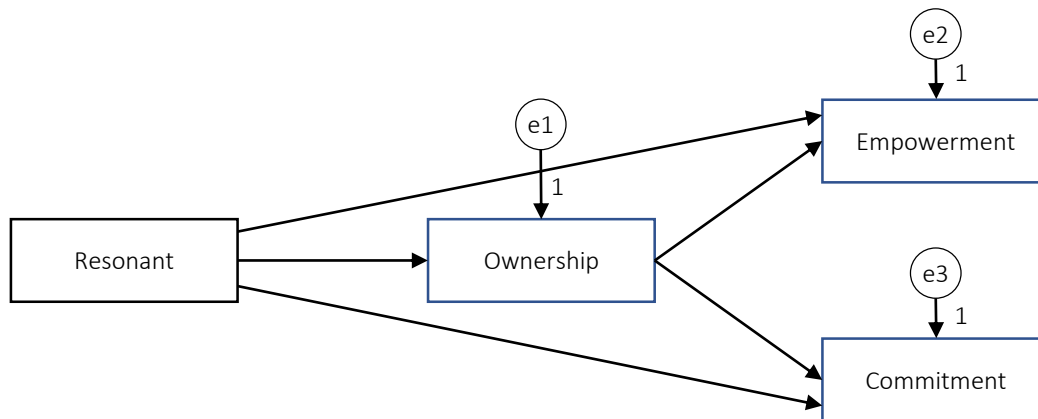 e2
1
Empowerment
e1
1
Resonant
Ownership
e3
1
Commitment